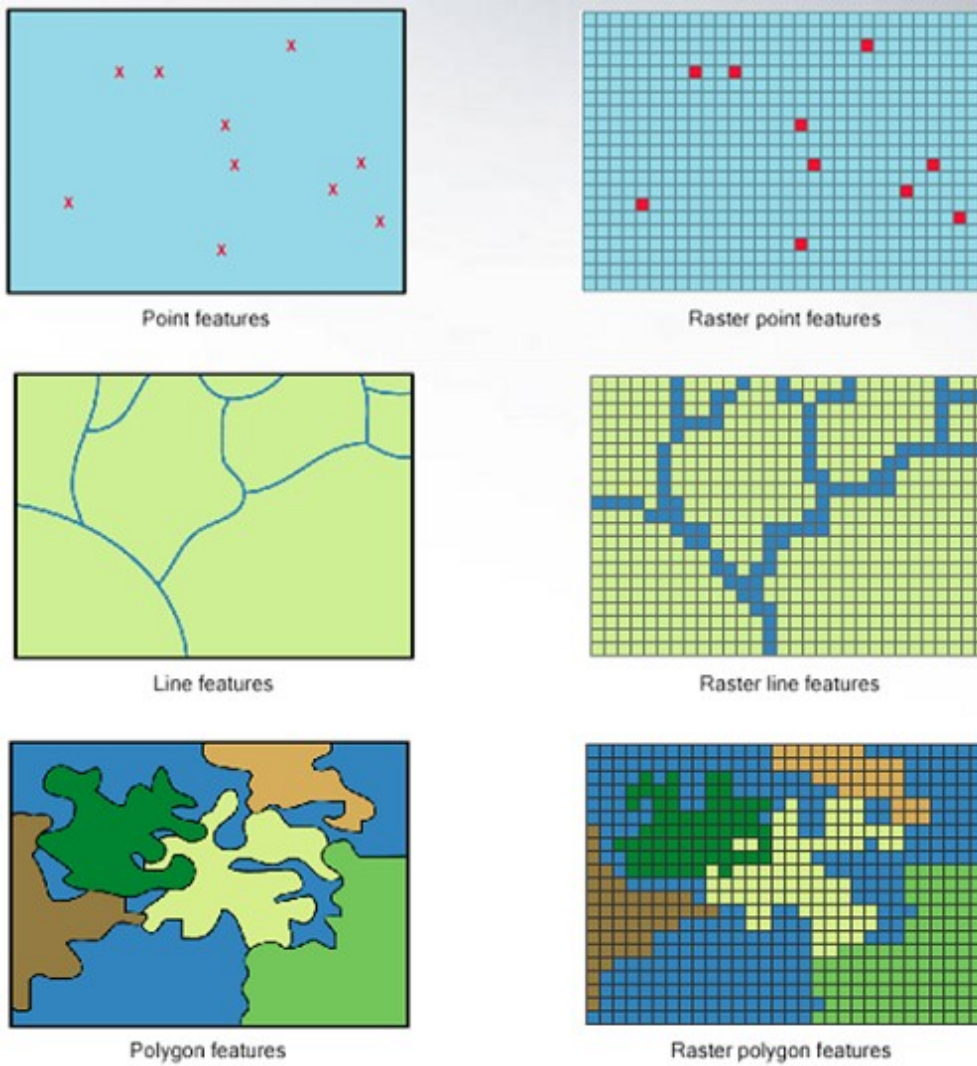 Point features
Raster point features
Line features
Raster line features
Polygon features
Raster polygon features